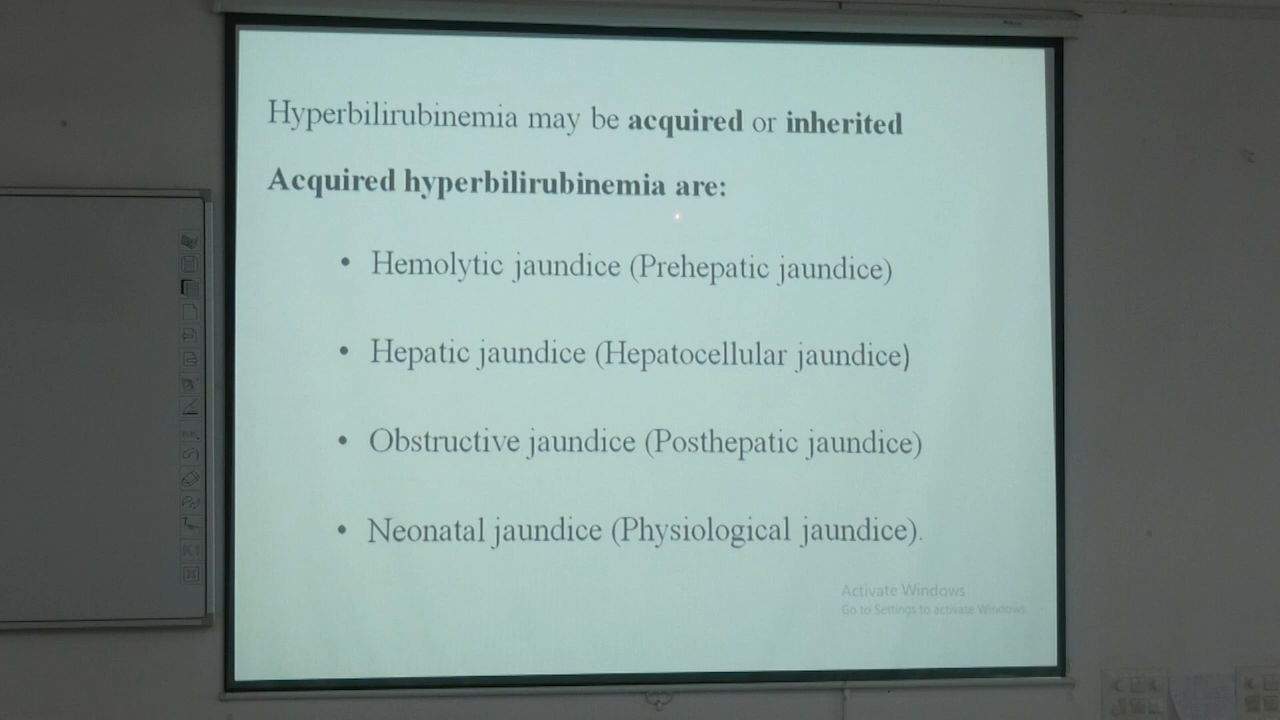 Hyperbilirubinemia may be acquired or inherited
Acquired hyperbilirubinemia are:
• Hemolytic jaundice (Prehepatic jaundice)
• Hepatic jaundice (Hepatocellular jaundice)
• Obstructive jaundice (Posthepatic jaundice)
• Neonatal jaundice (Physiological jaundice).
Activate Windows
Go to Settings to activate Windows.